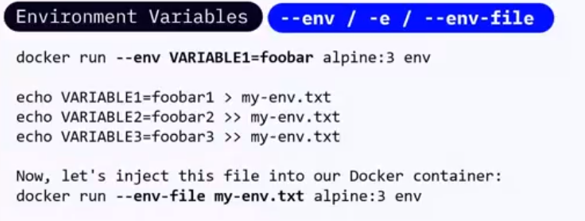 Environment Variables --env / -e / --env-file
docker run --env VARIABLE1=foobar alpine:3 env
echo VARIABLE1=foobar1 > my-env.txt
echo VARIABLE2=foobar2 >> my-env.txt
echo VARIABLE3=foobar3 >> my-env.txt
Now, let's inject this file into our Docker container:
docker run --env-file my-env.txt alpine:3 env